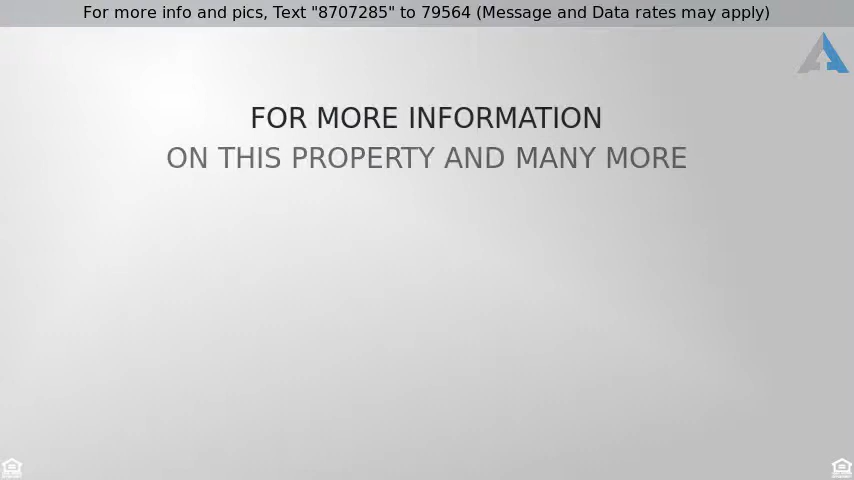 For more info and pics, Text "8707285" to 79564 (Message and Data rates may apply)
FOR MORE INFORMATION
ON THIS PROPERTY AND MANY MORE